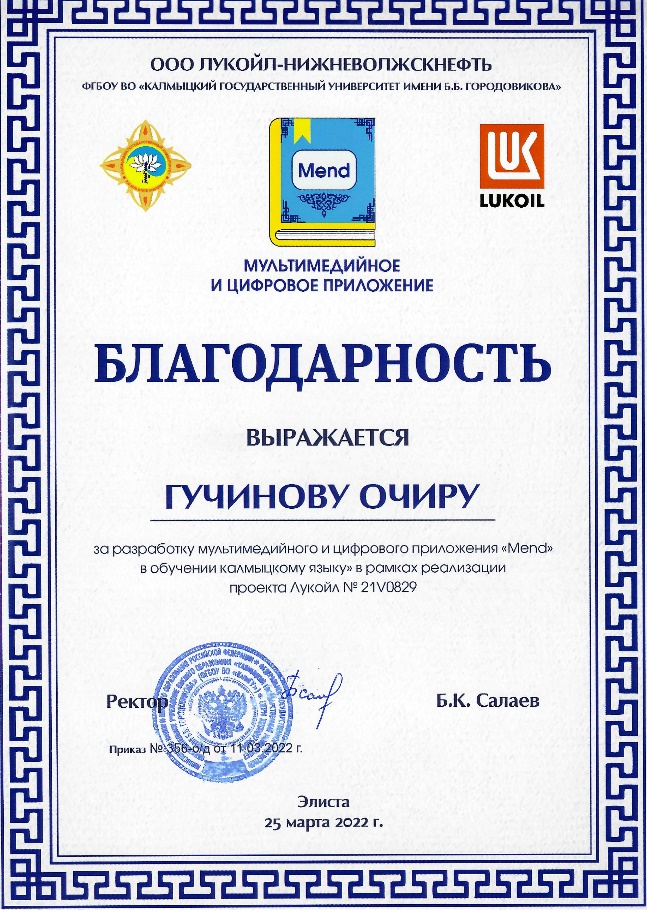 ООО ЛУКОЙЛ-НИЖНЕВОЛЖСКНЕФТЬ
ФГБОУ ВО «КАЛМЫЦКИЙ ГОСУДАРСТВЕННЫЙ УНИВЕРСИТЕТ ИМЕНИ Б.Б. ГОРОДОВИКОВА»
Mend
LUK
LUKOIL
МУЛЬТИМЕДИЙНОЕ
И ЦИФРОВОЕ ПРИЛОЖЕНИЕ
БЛАГОДАРНОСТЬ
ВЫРАЖАЕТСЯ
ГУЧИНОВУ ОЧИРУ
за разработку мультимедийного и цифрового приложения «Mend»
в обучении калмыцкому языку» в рамках реализации
проекта Лукойл № 21V0829
Ректор
Б.К. Салаев
Приказ № 356-о/д от 11.03.2022 г.
Элиста
25 марта 2022 г.